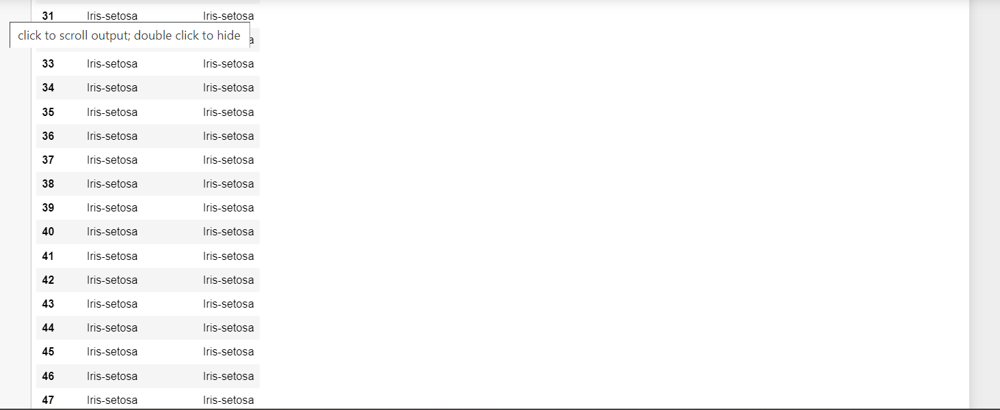 31 Iris-setosa Iris-setosa
click to scroll output; double click to hide
33 Iris-setosa Iris-setosa
34 Iris-setosa Iris-setosa
35 Iris-setosa Iris-setosa
36 Iris-setosa Iris-setosa
37 Iris-setosa Iris-setosa
38 Iris-setosa Iris-setosa
39 Iris-setosa Iris-setosa
40 Iris-setosa Iris-setosa
41 Iris-setosa Iris-setosa
42 Iris-setosa Iris-setosa
43 Iris-setosa Iris-setosa
44 Iris-setosa Iris-setosa
45 Iris-setosa Iris-setosa
46 Iris-setosa Iris-setosa
47 Iris-setosa Iris-setosa